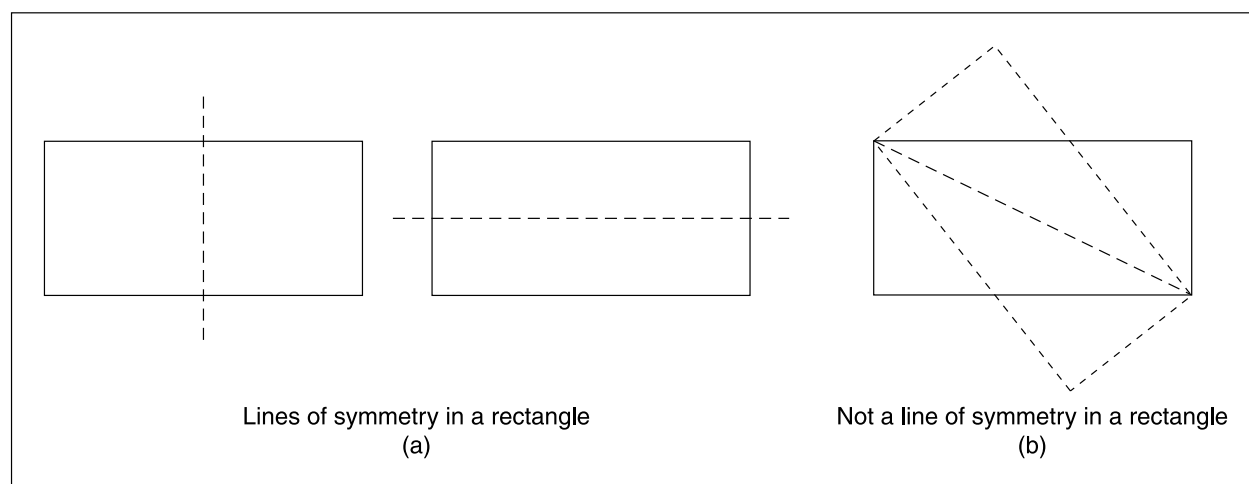 Lines of symmetry in a rectangle
(a)
Not a line of symmetry in a rectangle
(b)